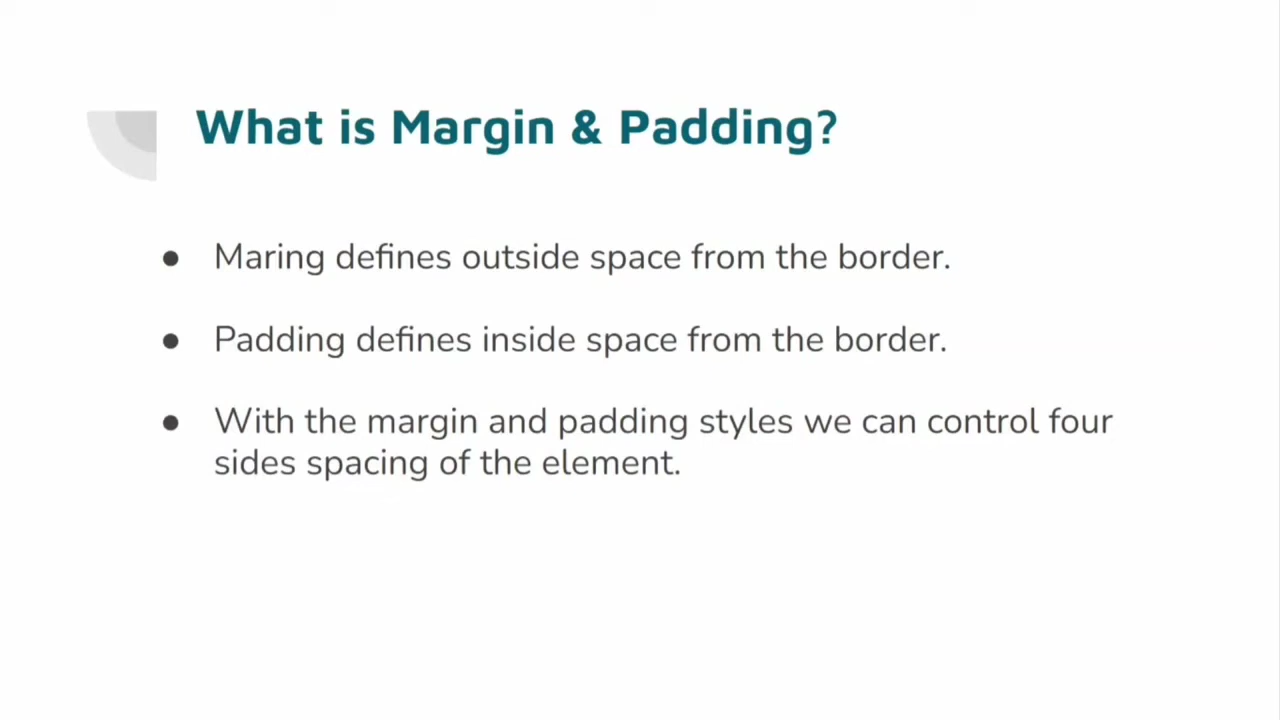 What is Margin & Padding?
● Maring defines outside space from the border.
● Padding defines inside space from the border.
● With the margin and padding styles we can control four
sides spacing of the element.